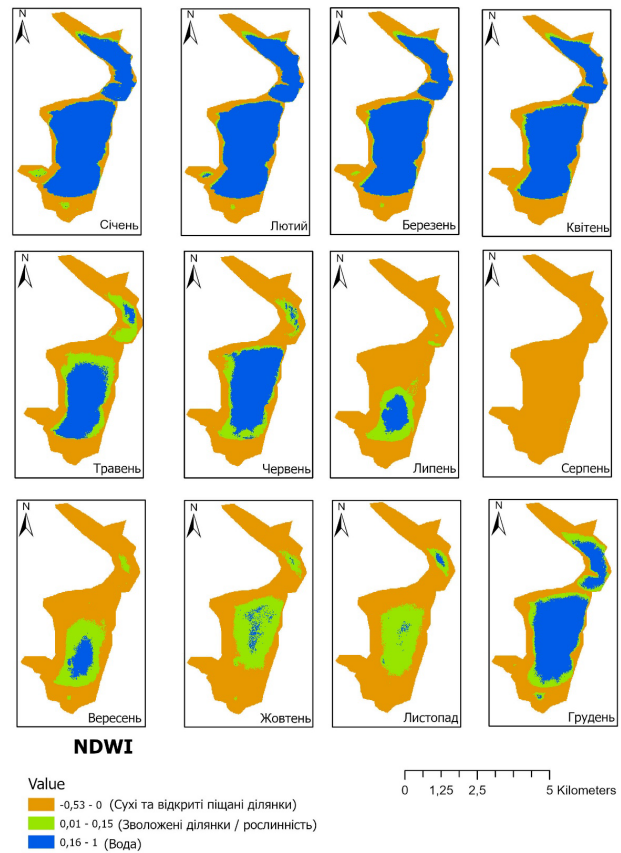 N N N N
Січень Лютий Березень Квітень
N N N N
Травень Червень Липень Серпень
N N N N
Вересень Жовтень Листопад Грудень
NDWI
Value
-0,53 - 0 (Сухі та відкриті піщані ділянки)
0,01 - 0,15 (Зволожені ділянки / рослинність)
0,16 - 1 (Вода)
0 1,25 2,5 5 Kilometers